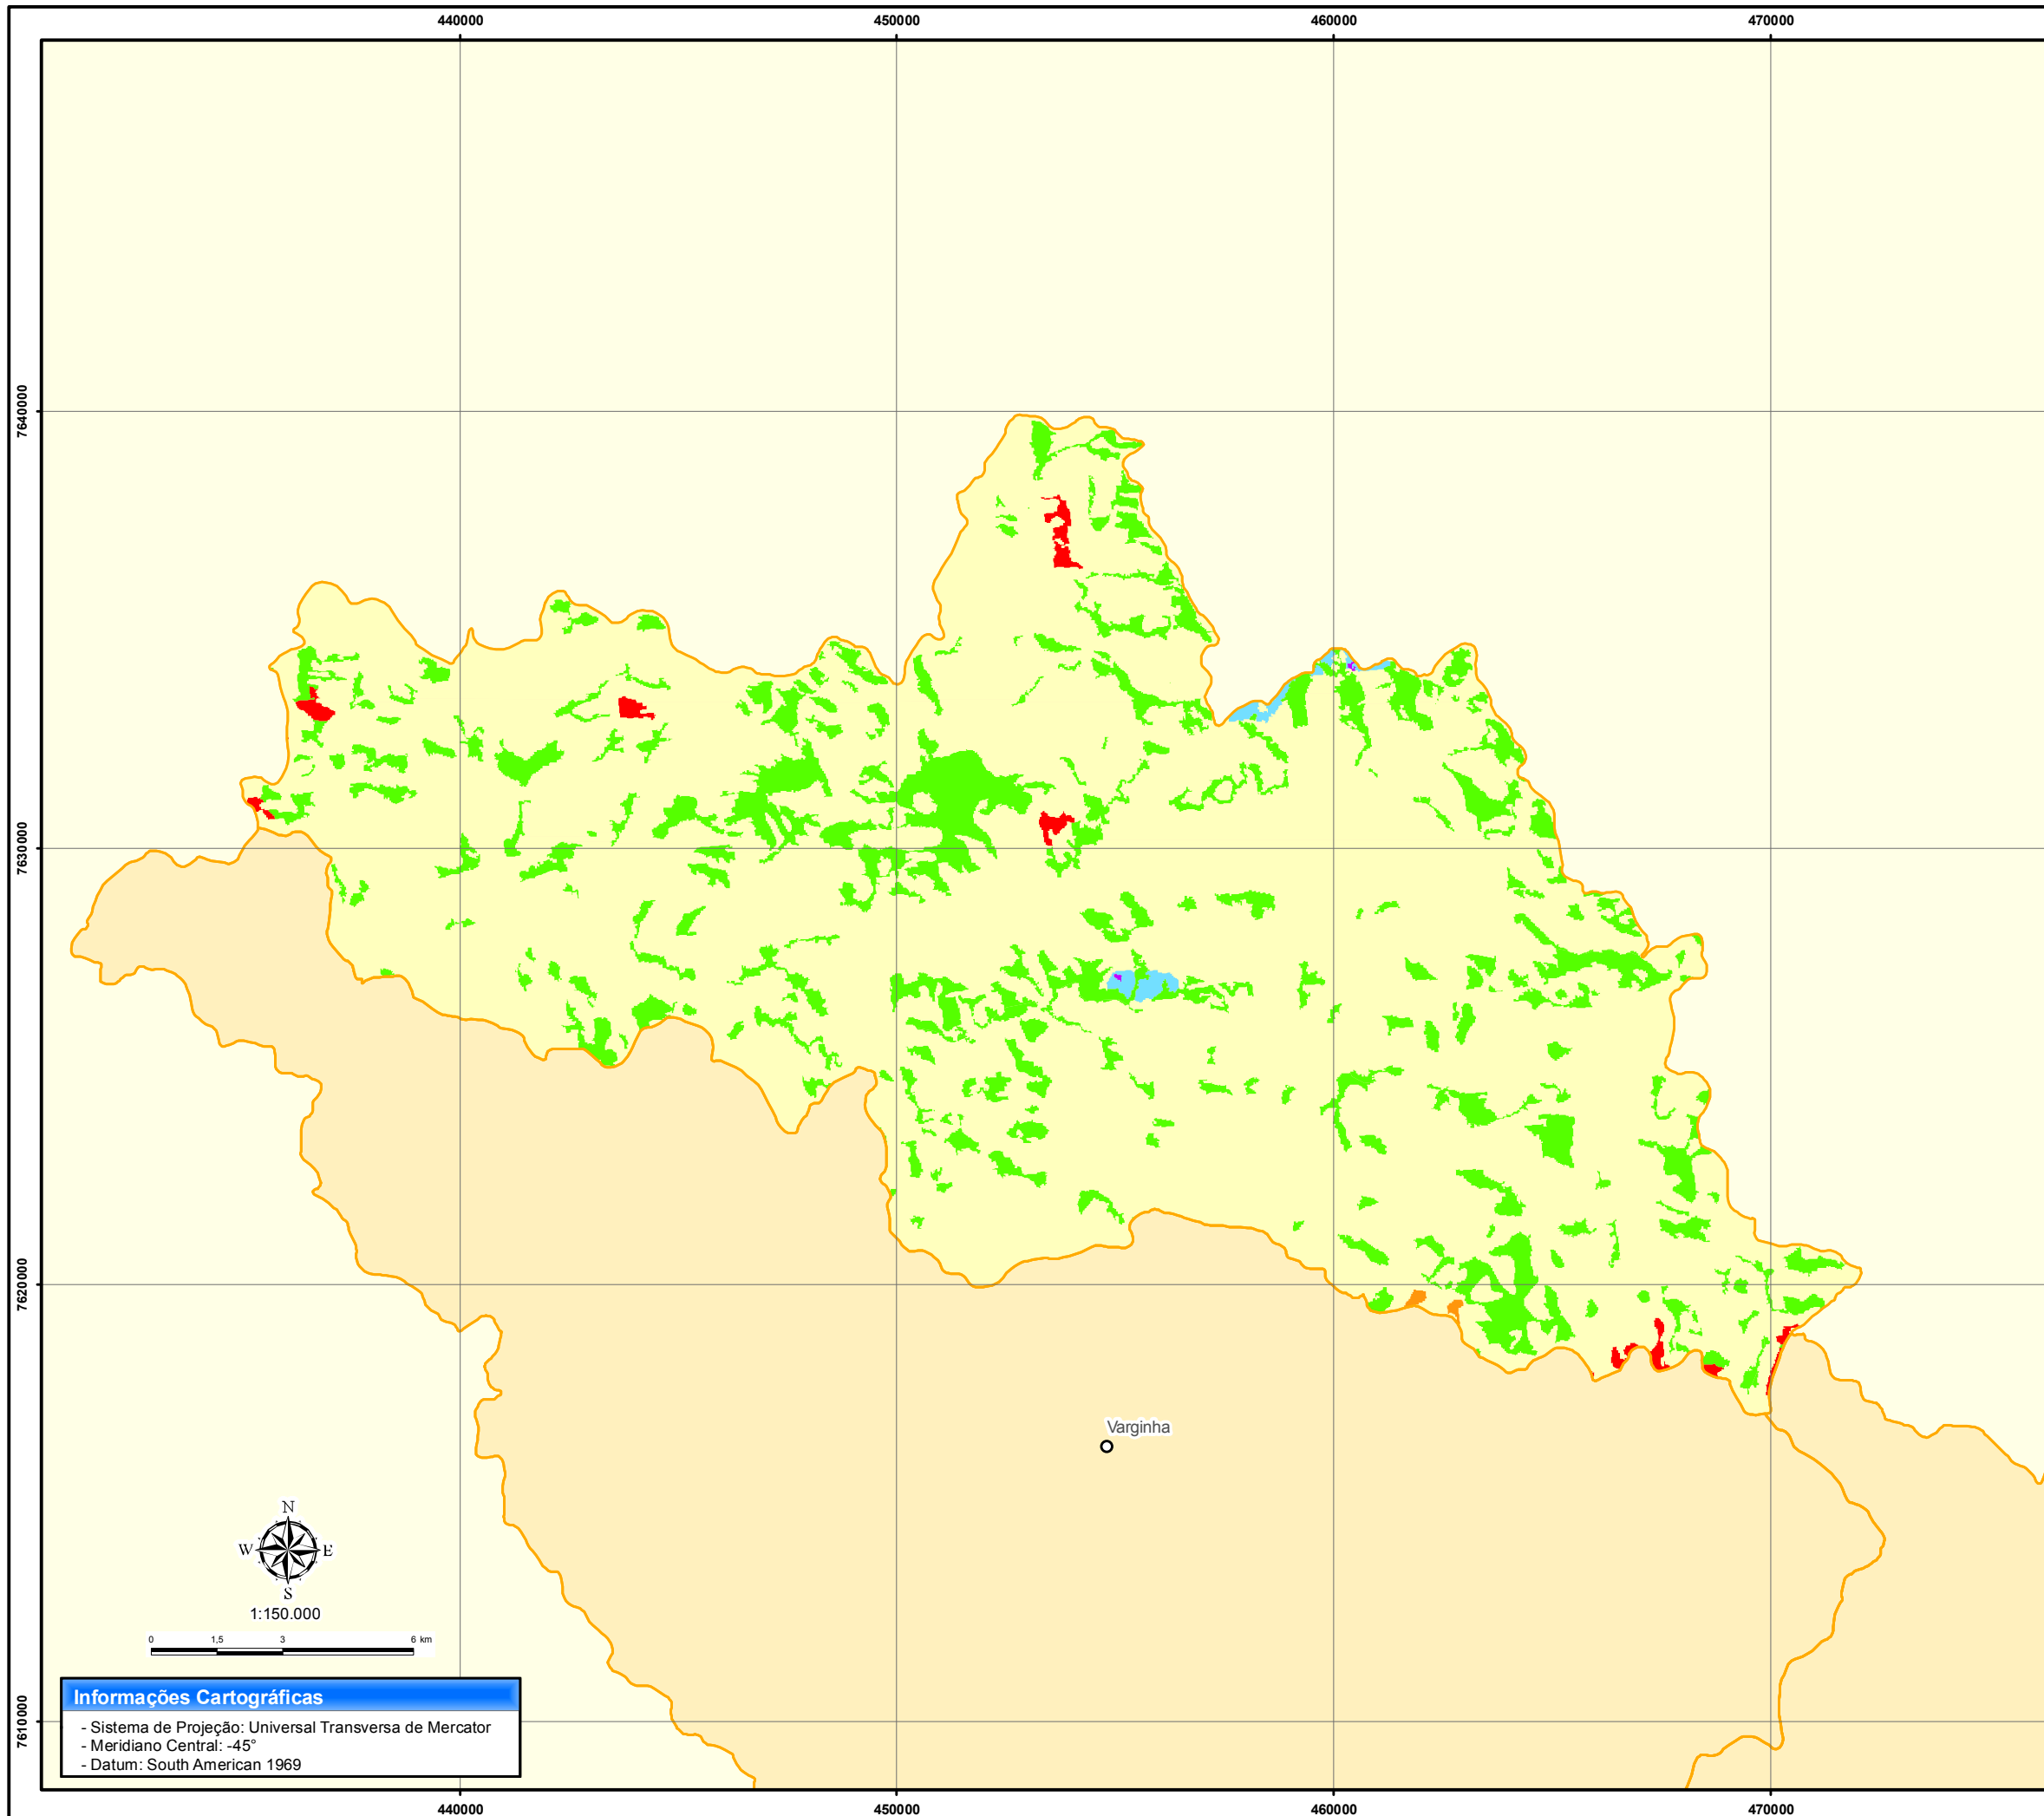 440000 450000 460000 470000
7640000
7630000
7620000
7610000
Varginha
N
W E
S
1:150.000
0 1,5 3 6 km
Informações Cartográficas
- Sistema de Projeção: Universal Transversa de Mercator
- Meridiano Central: -45°
- Datum: South American 1969
440000 450000 460000 470000